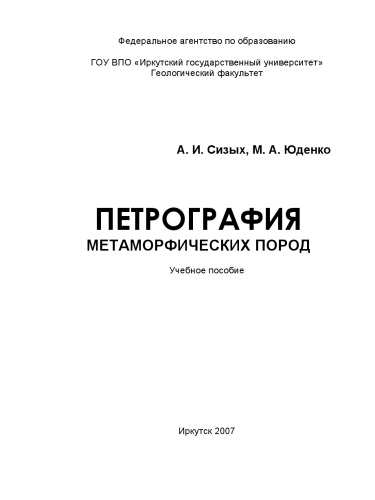 Федеральное агентство по образованию
ГОУ ВПО «Иркутский государственный университет»
Геологический факультет
А. И. Сизых, М. А. Юденко
ПЕТРОГРАФИЯ
МЕТАМОРФИЧЕСКИХ ПОРОД
Учебное пособие
Иркутск 2007